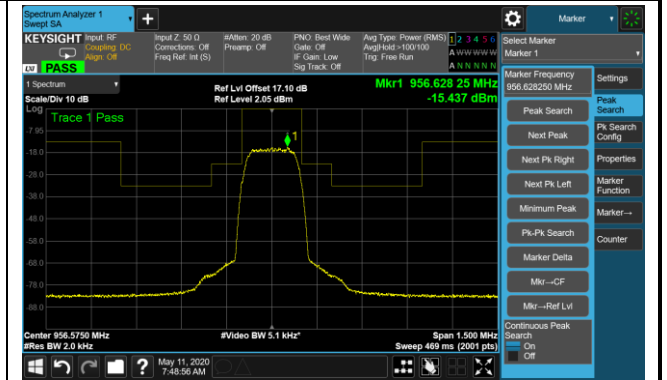 Spectrum Analyzer 1
Swept SA
+
Marker
KEYSIGHT
Input: RF
Coupling: DC
Align: Off
Input Z: 50 Ω
Corrections: Off
Freq Ref: Int (S)
#Atten: 20 dB
Preamp: Off
PNO: Best Wide
Gate: Off
IF Gain: Low
Sig Track: Off
Avg Type: Power (RMS)
Avg|Hold:>100/100
Trig: Free Run
1 2 3 4 5 6
A W W W W W
A N N N N N
LXI
PASS
Select Marker
Marker 1
1 Spectrum
Scale/Div 10 dB
Ref Lvl Offset 17.10 dB
Ref Level 2.05 dBm
Mkr1 956.628 25 MHz
-15.437 dBm
Log
Trace 1 Pass
1
-7.95
-18.0
-28.0
-38.0
-48.0
-58.0
-68.0
-78.0
-88.0
Center 956.5750 MHz
#Res BW 2.0 kHz
#Video BW 5.1 kHz*
Span 1.500 MHz
Sweep 469 ms (2001 pts)
Marker Frequency
956.628250 MHz
Peak Search
Next Peak
Next Pk Right
Next Pk Left
Minimum Peak
Pk-Pk Search
Marker Delta
Mkr→CF
Mkr→Ref Lvl
Continuous Peak
Search
On
Off
Settings
Peak
Search
Pk Search
Config
Properties
Marker
Function
Marker→
Counter
?
May 11, 2020
7:48:56 AM